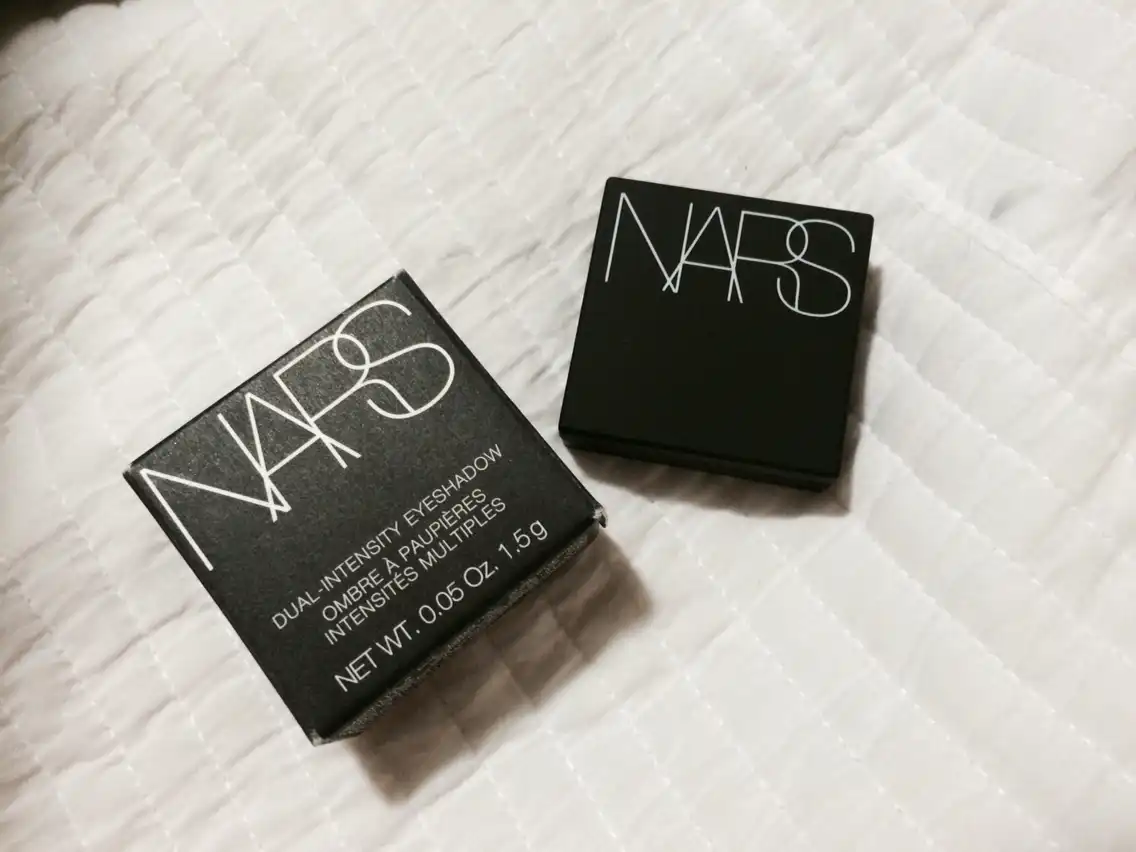 NARS
DUAL-INTENSITY EYESHADOW
OMBRE À PAUPIÈRES
INTENSITÉS MULTIPLES
NET WT. 0.05 Oz. 1.5g
NARS